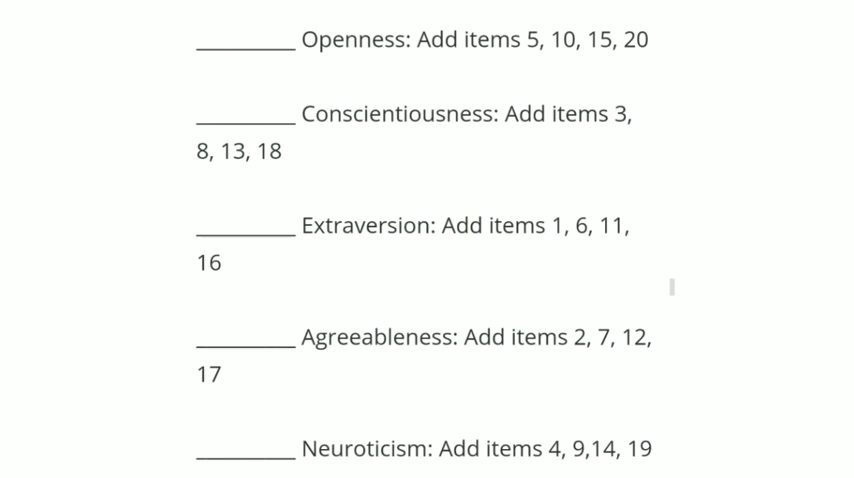 __________ Openness: Add items 5, 10, 15, 20
__________ Conscientiousness: Add items 3,
8, 13, 18
__________ Extraversion: Add items 1, 6, 11,
16
__________ Agreeableness: Add items 2, 7, 12,
17
__________ Neuroticism: Add items 4, 9,14, 19